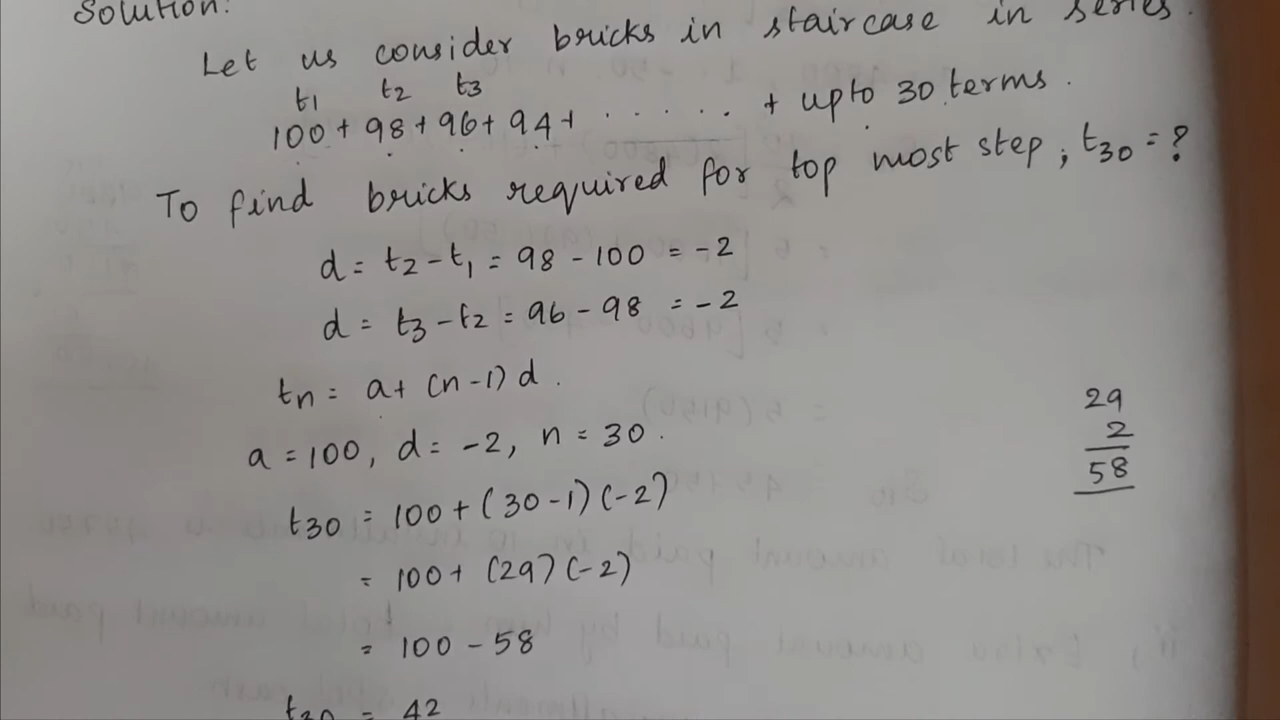 Solution:
Let us consider bricks in staircase in series.
t1 t2 t3
100 + 98 + 96 + 94 + . . . . . . + upto 30 terms.
To find bricks required for top most step, t30 = ?
d = t2 - t1 = 98 - 100 = -2
d = t3 - t2 = 96 - 98 = -2
tn = a + (n-1) d.
a = 100, d = -2, n = 30.
t30 = 100 + (30-1) (-2)
= 100 + (29) (-2)
= 100 - 58
t30 = 42
29
2
58